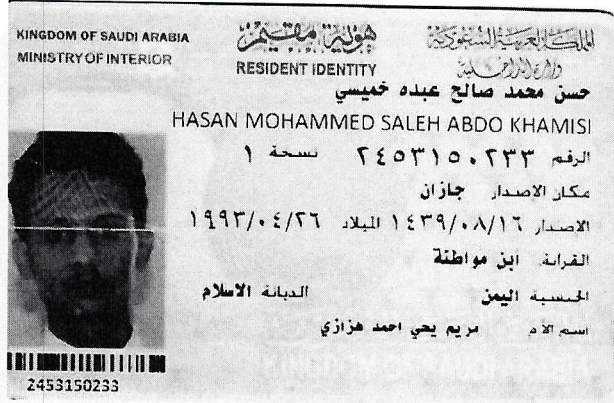 KINGDOM OF SAUDI ARABIA
MINISTRY OF INTERIOR
هوية مقيم
RESIDENT IDENTITY
المملكة العربية السعودية
وزارة الداخلية
حسن محمد صالح عبده خميسي
HASAN MOHAMMED SALEH ABDO KHAMISI
الرقم ٢٤٥٣١٥٠٢٣٣ نسخة ١
مكان الاصدار جازان
الاصدار ١٤٣٩/٠٨/١٦ الميلاد ١٩٩٣/٠٤/٢٦
القرابة ابن مواطنة
الجنسية اليمن الديانة الاسلام
اسم الام مريم يحي احمد هزازي
2453150233